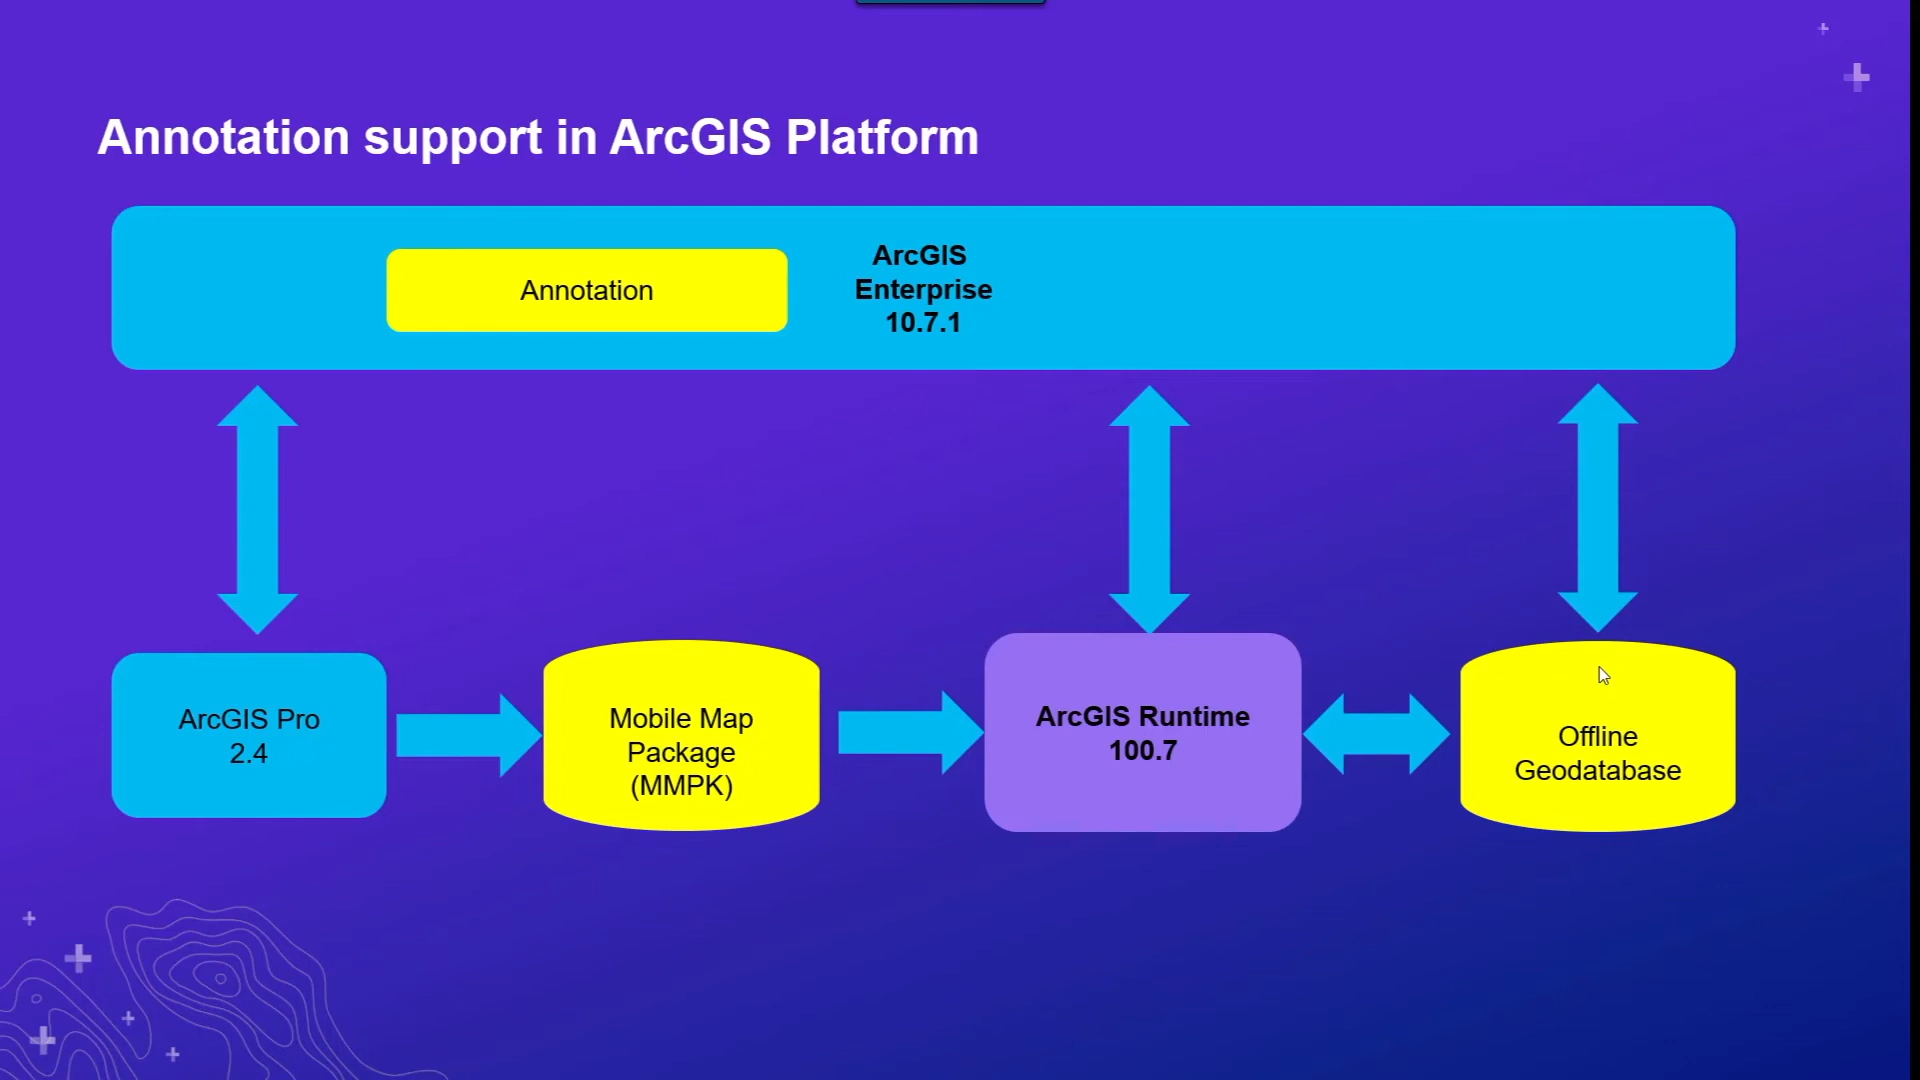 Annotation support in ArcGIS Platform
Annotation
ArcGIS
Enterprise
10.7.1
ArcGIS Pro
2.4
Mobile Map
Package
(MMPK)
ArcGIS Runtime
100.7
Offline
Geodatabase